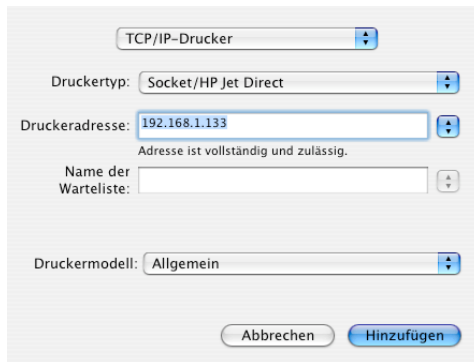 TCP/IP-Drucker
Druckertyp: Socket/HP Jet Direct
Druckeradresse: 192.168.1.133
Adresse ist vollständig und zulässig.
Name der
Warteliste:
Druckermodell: Allgemein
Abbrechen Hinzufügen